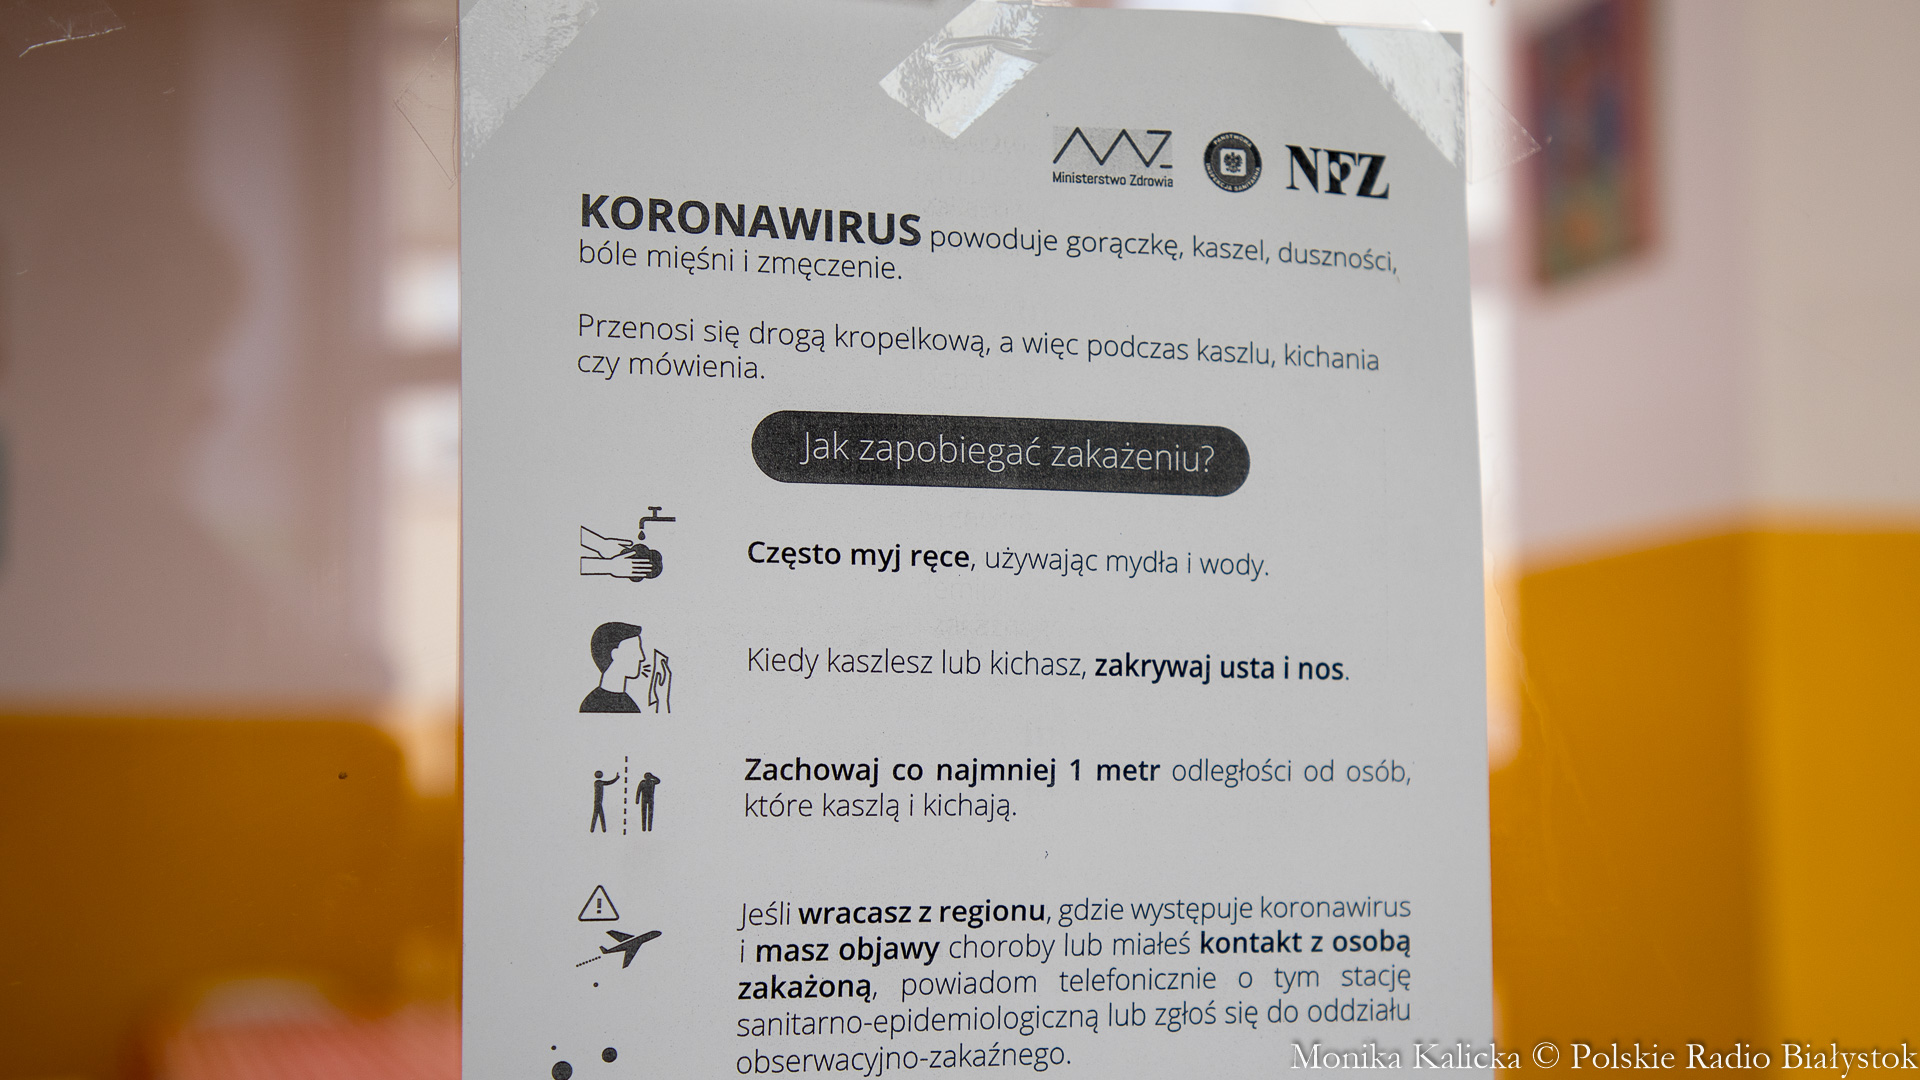 Ministerstwo Zdrowia
PAŃSTWOWA INSPEKCJA SANITARNA
NFZ
KORONAWIRUS powoduje gorączkę, kaszel, duszności,
bóle mięśni i zmęczenie.
Przenosi się drogą kropelkową, a więc podczas kaszlu, kichania
czy mówienia.
Jak zapobiegać zakażeniu?
Często myj ręce, używając mydła i wody.
Kiedy kaszlesz lub kichasz, zakrywaj usta i nos.
Zachowaj co najmniej 1 metr odległości od osób,
które kaszlą i kichają.
Jeśli wracasz z regionu, gdzie występuje koronawirus
i masz objawy choroby lub miałeś kontakt z osobą
zakażoną, powiadom telefonicznie o tym stację
sanitarno-epidemiologiczną lub zgłoś się do oddziału
obserwacyjno-zakaźnego.
Monika Kalicka © Polskie Radio Białystok